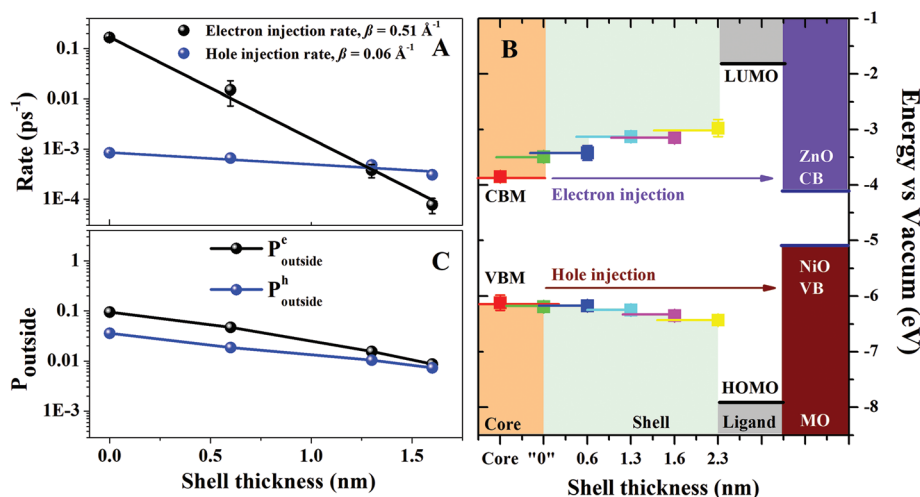 Electron injection rate, β = 0.51 Å⁻¹
Hole injection rate, β = 0.06 Å⁻¹
A
0.1
0.01
1E-3
1E-4
Rate (ps⁻¹)
C
Pᵉoutside
Pʰoutside
1
0.1
0.01
1E-3
Poutside
0.0
0.5
1.0
1.5
Shell thickness (nm)
B
LUMO
ZnO
CB
CBM
Electron injection
VBM
Hole injection
NiO
VB
HOMO
Core
Shell
Ligand
MO
Core
"0"
0.6
1.3
1.6
2.3
Shell thickness (nm)
-1
-2
-3
-4
-5
-6
-7
-8
Energy vs Vaccum (eV)